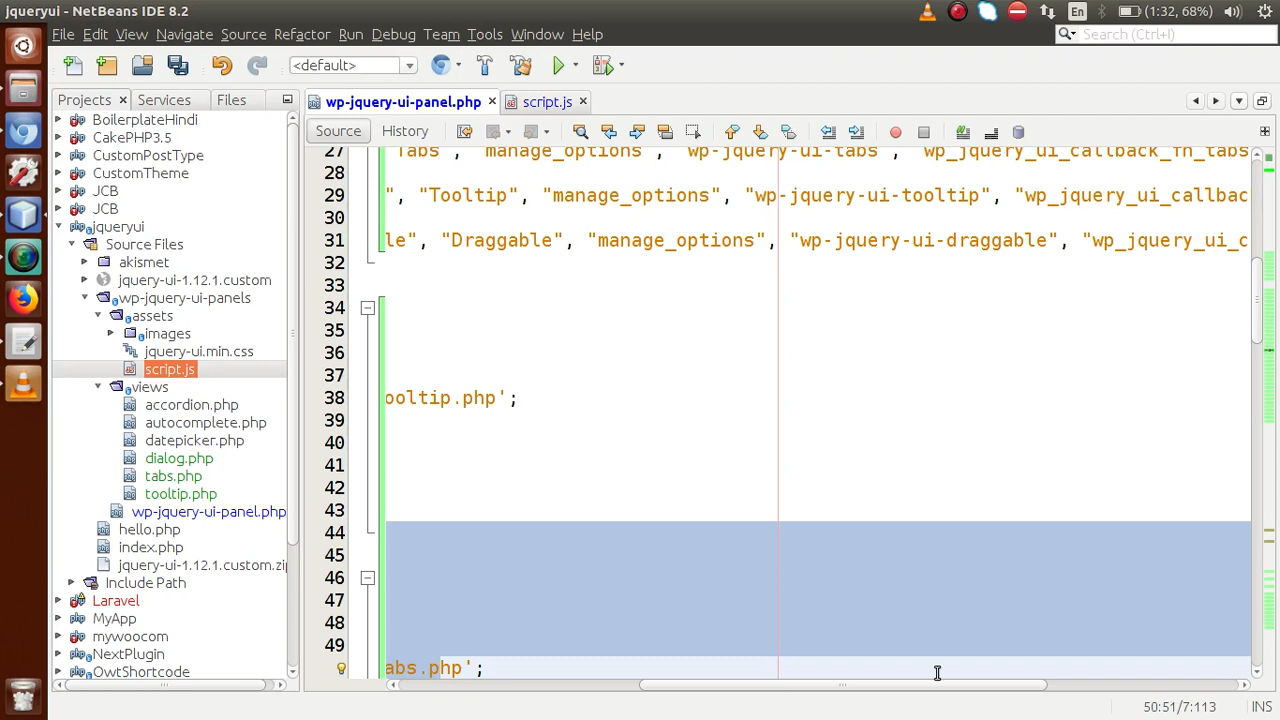 jqueryui - NetBeans IDE 8.2
En
(1:32, 68%)
File Edit View Navigate Source Refactor Run Debug Team Tools Window Help
Search (Ctrl+I)
<default>
Projects Services Files
wp-jquery-ui-panel.php script.js
Source History
BoilerplateHindi
CakePHP3.5
CustomPostType
CustomTheme
JCB
JCB
jqueryui
Source Files
akismet
jquery-ui-1.12.1.custom
wp-jquery-ui-panels
assets
images
jquery-ui.min.css
script.js
views
accordion.php
autocomplete.php
datepicker.php
dialog.php
tabs.php
tooltip.php
wp-jquery-ui-panel.php
hello.php
index.php
jquery-ui-1.12.1.custom.zi
Include Path
Laravel
MyApp
mywoocom
NextPlugin
OwtShortcode
27 "Tabs", "manage_options", "wp-jquery-ui-tabs", "wp_jquery_ui_callback_fn_tabs
28
29 ", "Tooltip", "manage_options", "wp-jquery-ui-tooltip", "wp_jquery_ui_callbac
30
31 le", "Draggable", "manage_options", "wp-jquery-ui-draggable", "wp_jquery_ui_c
32
33
34
35
36
37
38 ooltip.php';
39
40
41
42
43
44
45
46
47
48
49
abs.php';
50:51/7:113 INS